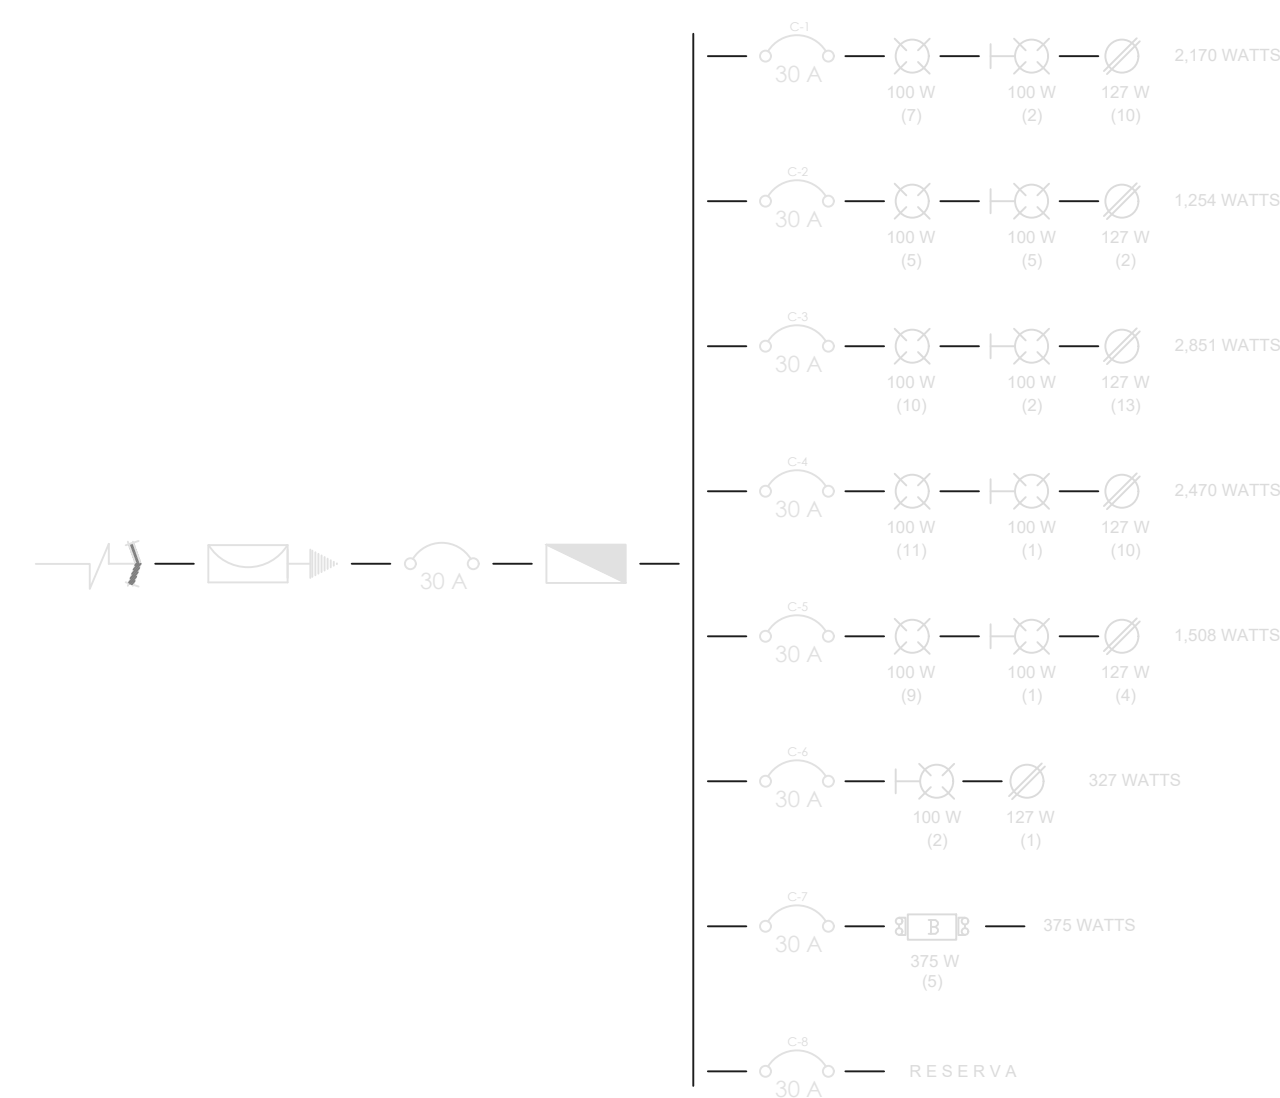 C-1
30 A
100 W
(7)
100 W
(2)
127 W
(10)
2,170 WATTS
C-2
30 A
100 W
(5)
100 W
(5)
127 W
(2)
1,254 WATTS
C-3
30 A
100 W
(10)
100 W
(2)
127 W
(13)
2,851 WATTS
C-4
30 A
100 W
(11)
100 W
(1)
127 W
(10)
2,470 WATTS
30 A
C-5
30 A
100 W
(9)
100 W
(1)
127 W
(4)
1,508 WATTS
C-6
30 A
100 W
(2)
127 W
(1)
327 WATTS
C-7
30 A
B
375 W
(5)
375 WATTS
C-8
30 A
RESERVA